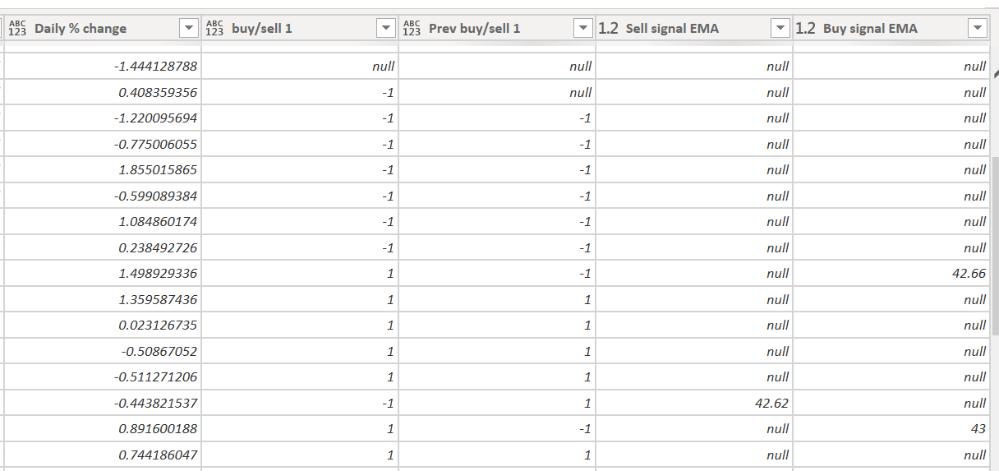 ABC 123 Daily % change ABC 123 buy/sell 1 ABC 123 Prev buy/sell 1 1.2 Sell signal EMA 1.2 Buy signal EMA
-1.444128788 null null null null
0.408359356 -1 null null null
-1.220095694 -1 -1 null null
-0.775006055 -1 -1 null null
1.855015865 -1 -1 null null
-0.599089384 -1 -1 null null
1.084860174 -1 -1 null null
0.238492726 -1 -1 null null
1.498929336 1 -1 null 42.66
1.359587436 1 1 null null
0.023126735 1 1 null null
-0.50867052 1 1 null null
-0.511271206 1 1 null null
-0.443821537 -1 1 42.62 null
0.891600188 1 -1 null 43
0.744186047 1 1 null null